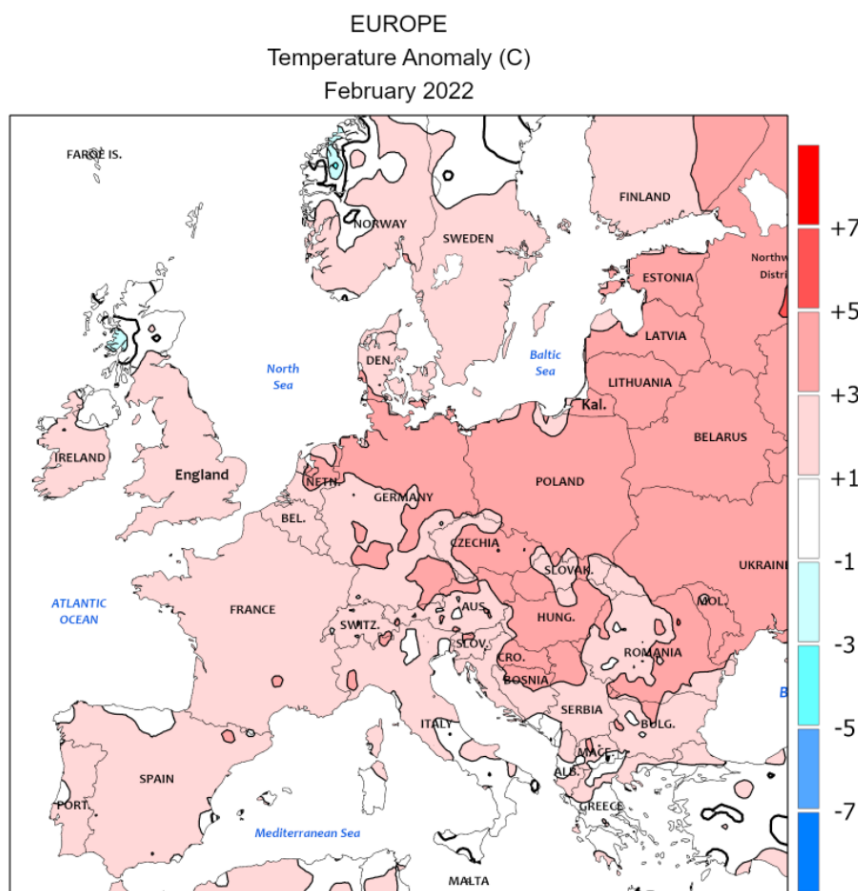 EUROPE
Temperature Anomaly (C)
February 2022
FAROE IS.
NORWAY
SWEDEN
FINLAND
+7
ESTONIA
Northw
Distri
+5
LATVIA
DEN.
North
Sea
Baltic
Sea
LITHUANIA
+3
Kal.
BELARUS
IRELAND
England
+1
NETN.
GERMANY
POLAND
BEL.
CZECHIA
-1
SLOVAK.
UKRAINE
ATLANTIC
OCEAN
FRANCE
AUS.
MOL.
SWITZ.
HUNG.
SLOV.
-3
CRO.
ROMANIA
BOSNIA
B
SERBIA
ITALY
BULG.
-5
MACE.
ALB.
SPAIN
PORT.
GREECE
-7
Mediterranean Sea
MALTA